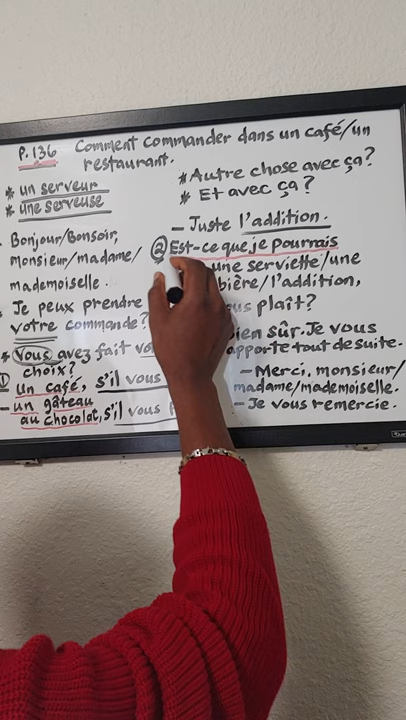 P. 136 Comment commander dans un café/un
restaurant.
* un serveur
* une serveuse
Bonjour/Bonsoir,
monsieur/madame/
mademoiselle.
Je peux prendre
votre commande?
* Vous avez fait
choix?
① Un café, s'il vous
- un gâteau
au chocolat, s'il vous
* Autre chose avec ça?
* Et avec ça?
- Juste l'addition.
② Est-ce que je pourrais
une serviette/une
bière/l'addition,
plaît?
sûr. Je vous
apporte tout de suite.
- Merci, monsieur/
madame/mademoiselle.
- Je vous remercie.